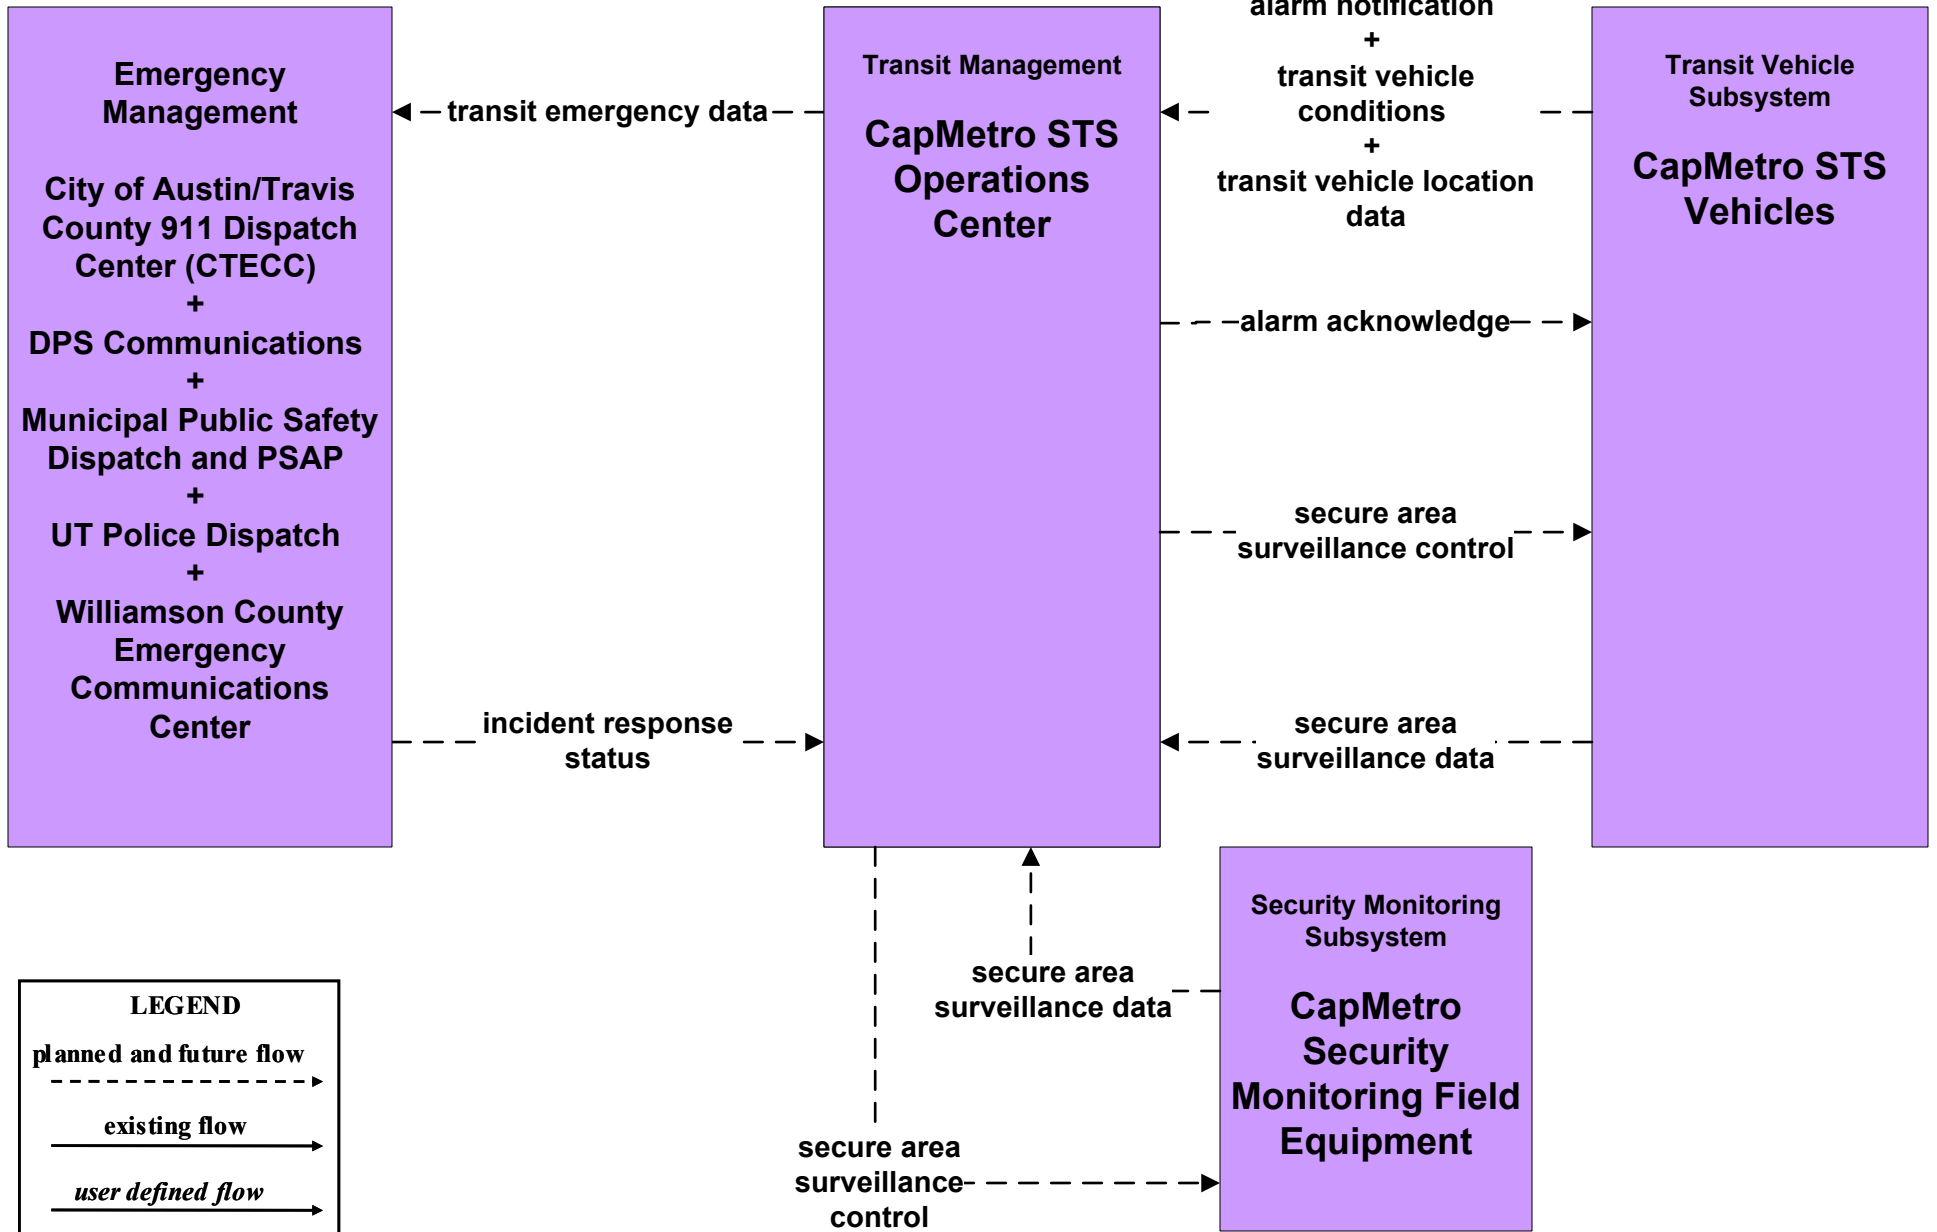 Emergency
Management
City of Austin/Travis
County 911 Dispatch
Center (CTECC)
+
DPS Communications
+
Municipal Public Safety
Dispatch and PSAP
+
UT Police Dispatch
+
Williamson County
Emergency
Communications
Center
transit emergency data
incident response
status
Transit Management
CapMetro STS
Operations
Center
alarm notification
+
transit vehicle
conditions
+
transit vehicle location
data
alarm acknowledge
secure area
surveillance control
secure area
surveillance data
Transit Vehicle
Subsystem
CapMetro STS
Vehicles
secure area
surveillance data
secure area
surveillance
control
Security Monitoring
Subsystem
CapMetro
Security
Monitoring Field
Equipment
LEGEND
planned and future flow
existing flow
user defined flow